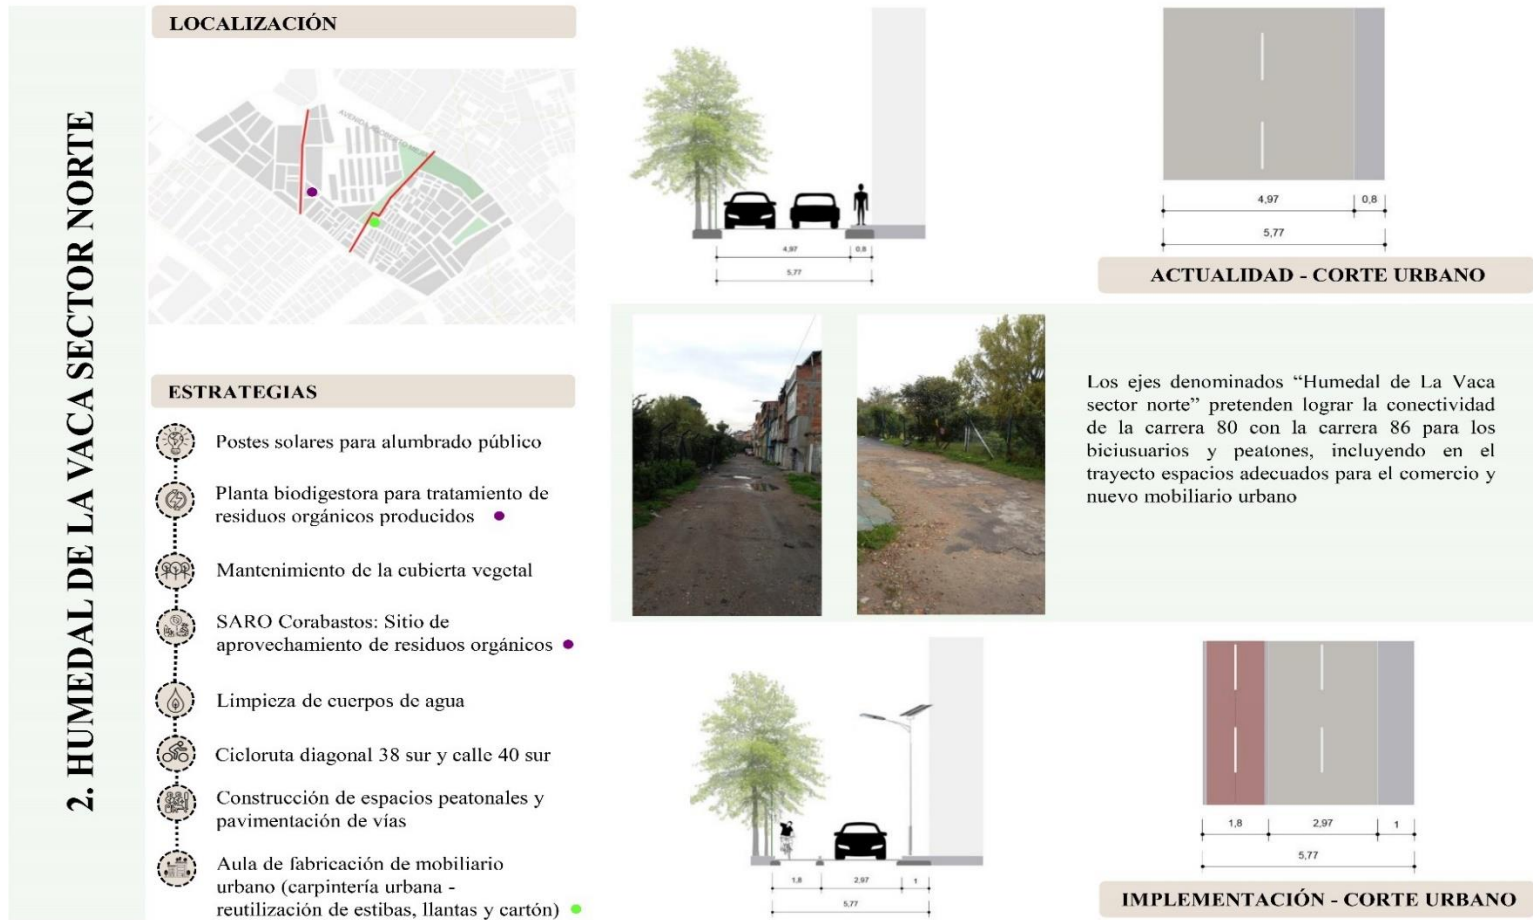 2. HUMEDAL DE LA VACA SECTOR NORTE
LOCALIZACIÓN
ESTRATEGIAS
Postes solares para alumbrado público
Planta biodigestora para tratamiento de
residuos orgánicos producidos
Mantenimiento de la cubierta vegetal
SARO Corabastos: Sitio de
aprovechamiento de residuos orgánicos
Limpieza de cuerpos de agua
Cicloruta diagonal 38 sur y calle 40 sur
Construcción de espacios peatonales y
pavimentación de vías
Aula de fabricación de mobiliario
urbano (carpintería urbana -
reutilización de estibas, llantas y cartón)
4,97
0,8
5,77
4,97
0,8
5,77
ACTUALIDAD - CORTE URBANO
Los ejes denominados “Humedal de La Vaca
sector norte” pretenden lograr la conectividad
de la carrera 80 con la carrera 86 para los
biciusuarios y peatones, incluyendo en el
trayecto espacios adecuados para el comercio y
nuevo mobiliario urbano
1,8
2,97
1
5,77
1,8
2,97
1
5,77
IMPLEMENTACIÓN - CORTE URBANO